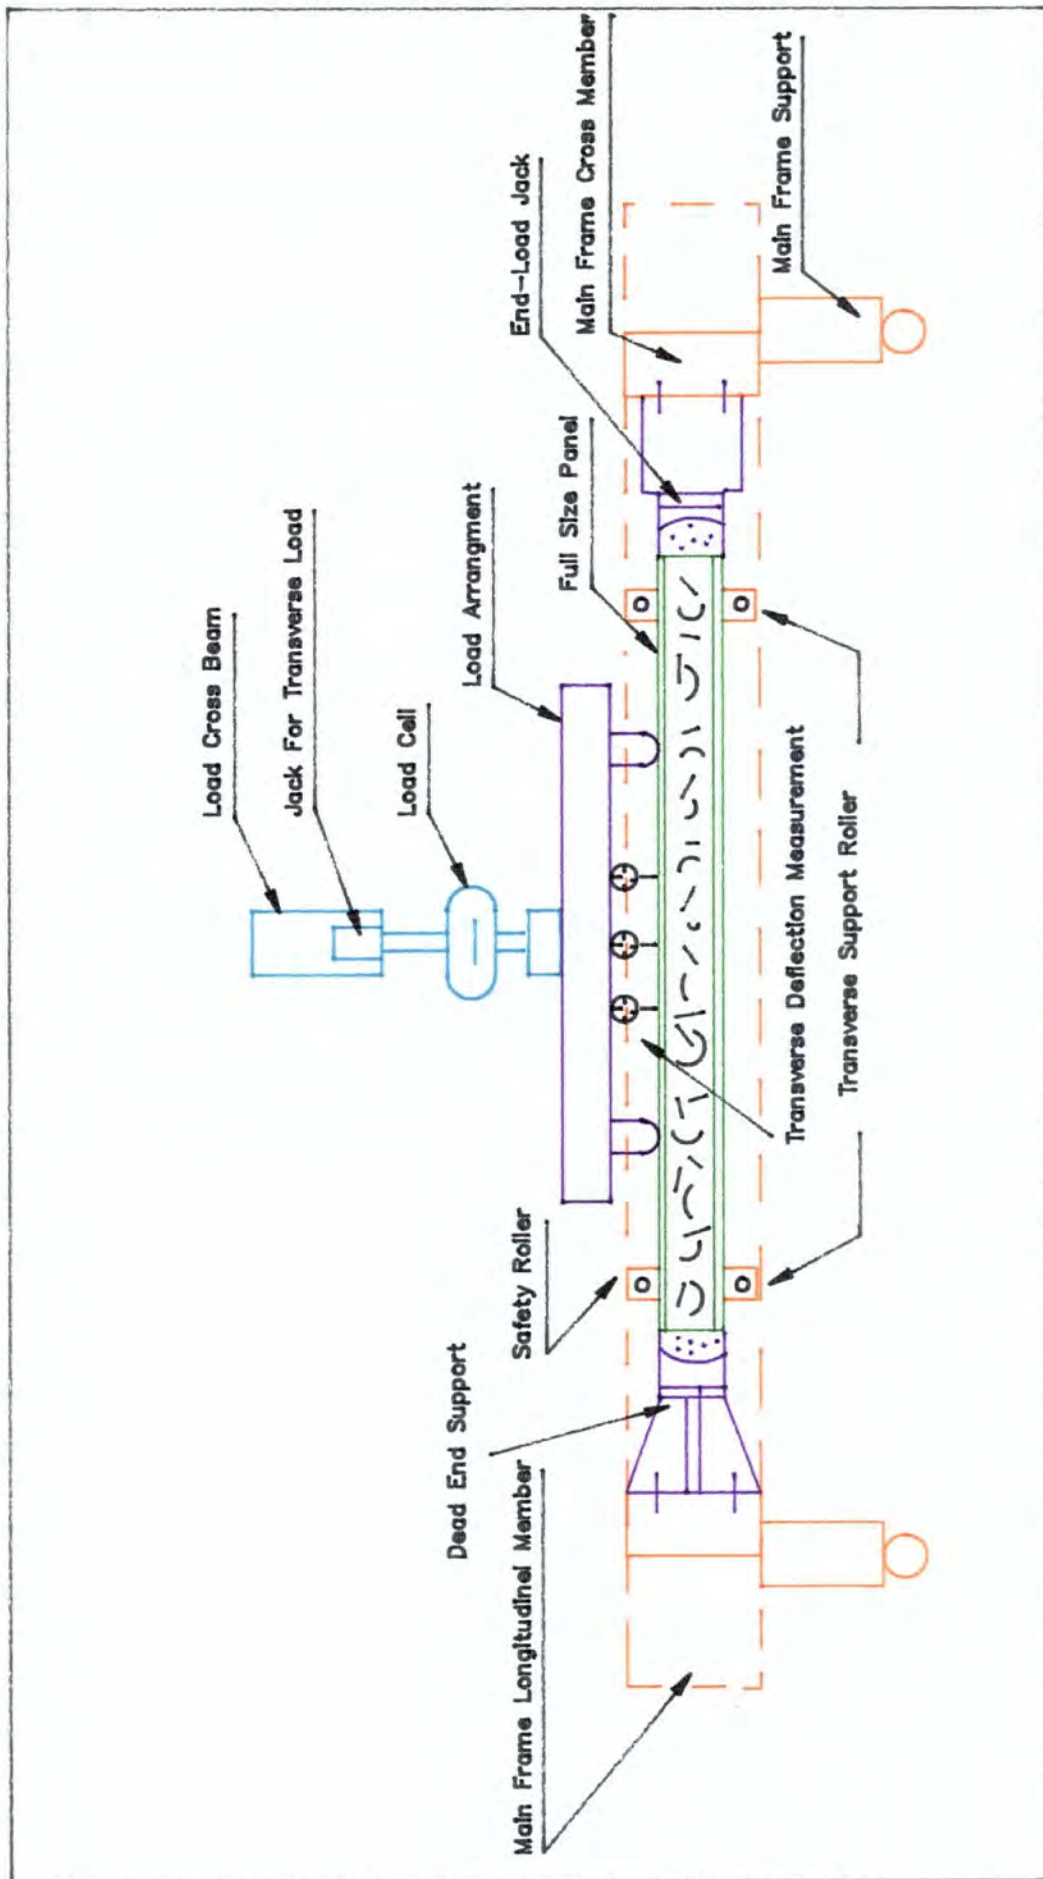 Load Cross Beam
Jack For Transverse Load
Load Cell
Load Arrangment
End-Load Jack
Main Frame Cross Member
Full Size Panel
Main Frame Support
Safety Roller
Dead End Support
Main Frame Longitudinel Member
Transverse Deflection Measurement
Transverse Support Roller